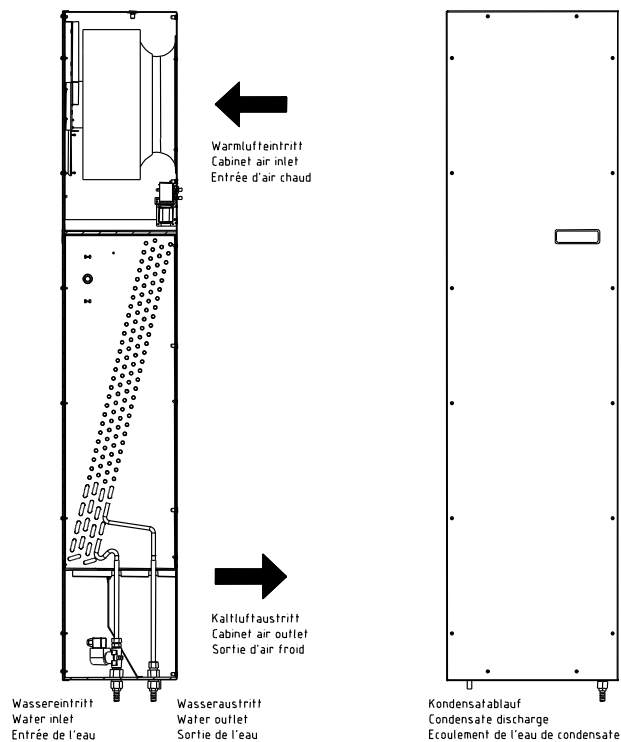 Warmlufteintritt
Cabinet air inlet
Entrée d'air chaud
Kaltluftaustritt
Cabinet air outlet
Sortie d'air froid
Wassereintritt
Water inlet
Entrée de l'eau
Wasseraustritt
Water outlet
Sortie de l'eau
Kondensatablauf
Condensate discharge
Ecoulement de l'eau de condensate